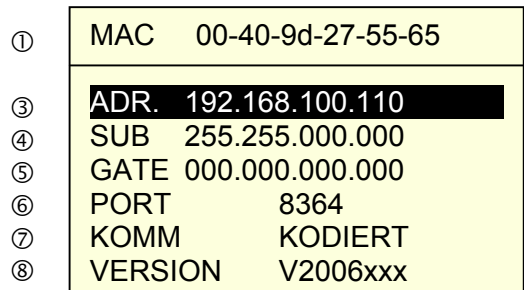 ① MAC 00-40-9d-27-55-65
③ ADR. 192.168.100.110
④ SUB 255.255.000.000
⑤ GATE 000.000.000.000
⑥ PORT 8364
⑦ KOMM KODIERT
⑧ VERSION V2006xxx